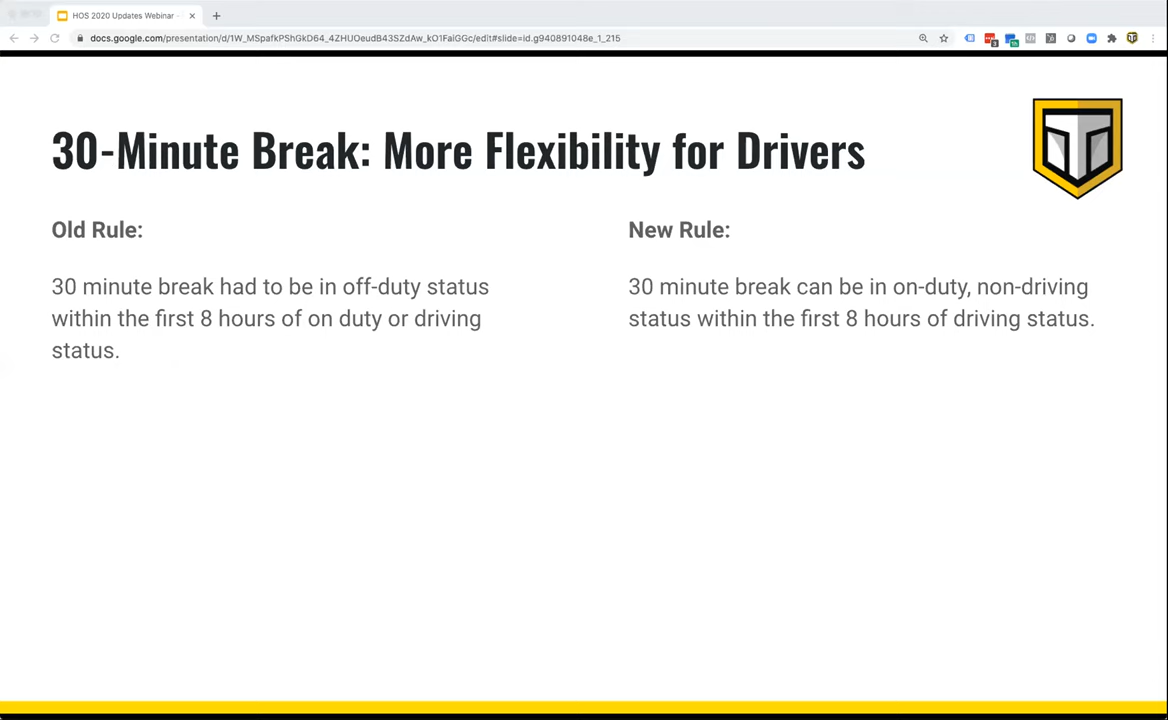 HOS 2020 Updates Webinar -
docs.google.com/presentation/d/1W_MSpafkPShGkD64_4ZHUOeudB43SZdAw_kO1FaiGGc/edit#slide=id.g940891048e_1_215
30-Minute Break: More Flexibility for Drivers
Old Rule:
30 minute break had to be in off-duty status
within the first 8 hours of on duty or driving
status.
New Rule:
30 minute break can be in on-duty, non-driving
status within the first 8 hours of driving status.